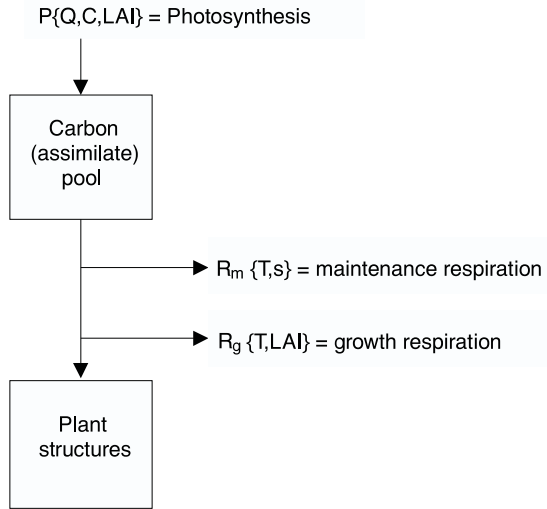 P{Q,C,LAI} = Photosynthesis
Carbon
(assimilate)
pool
Rm {T,s} = maintenance respiration
Rg {T,LAI} = growth respiration
Plant
structures